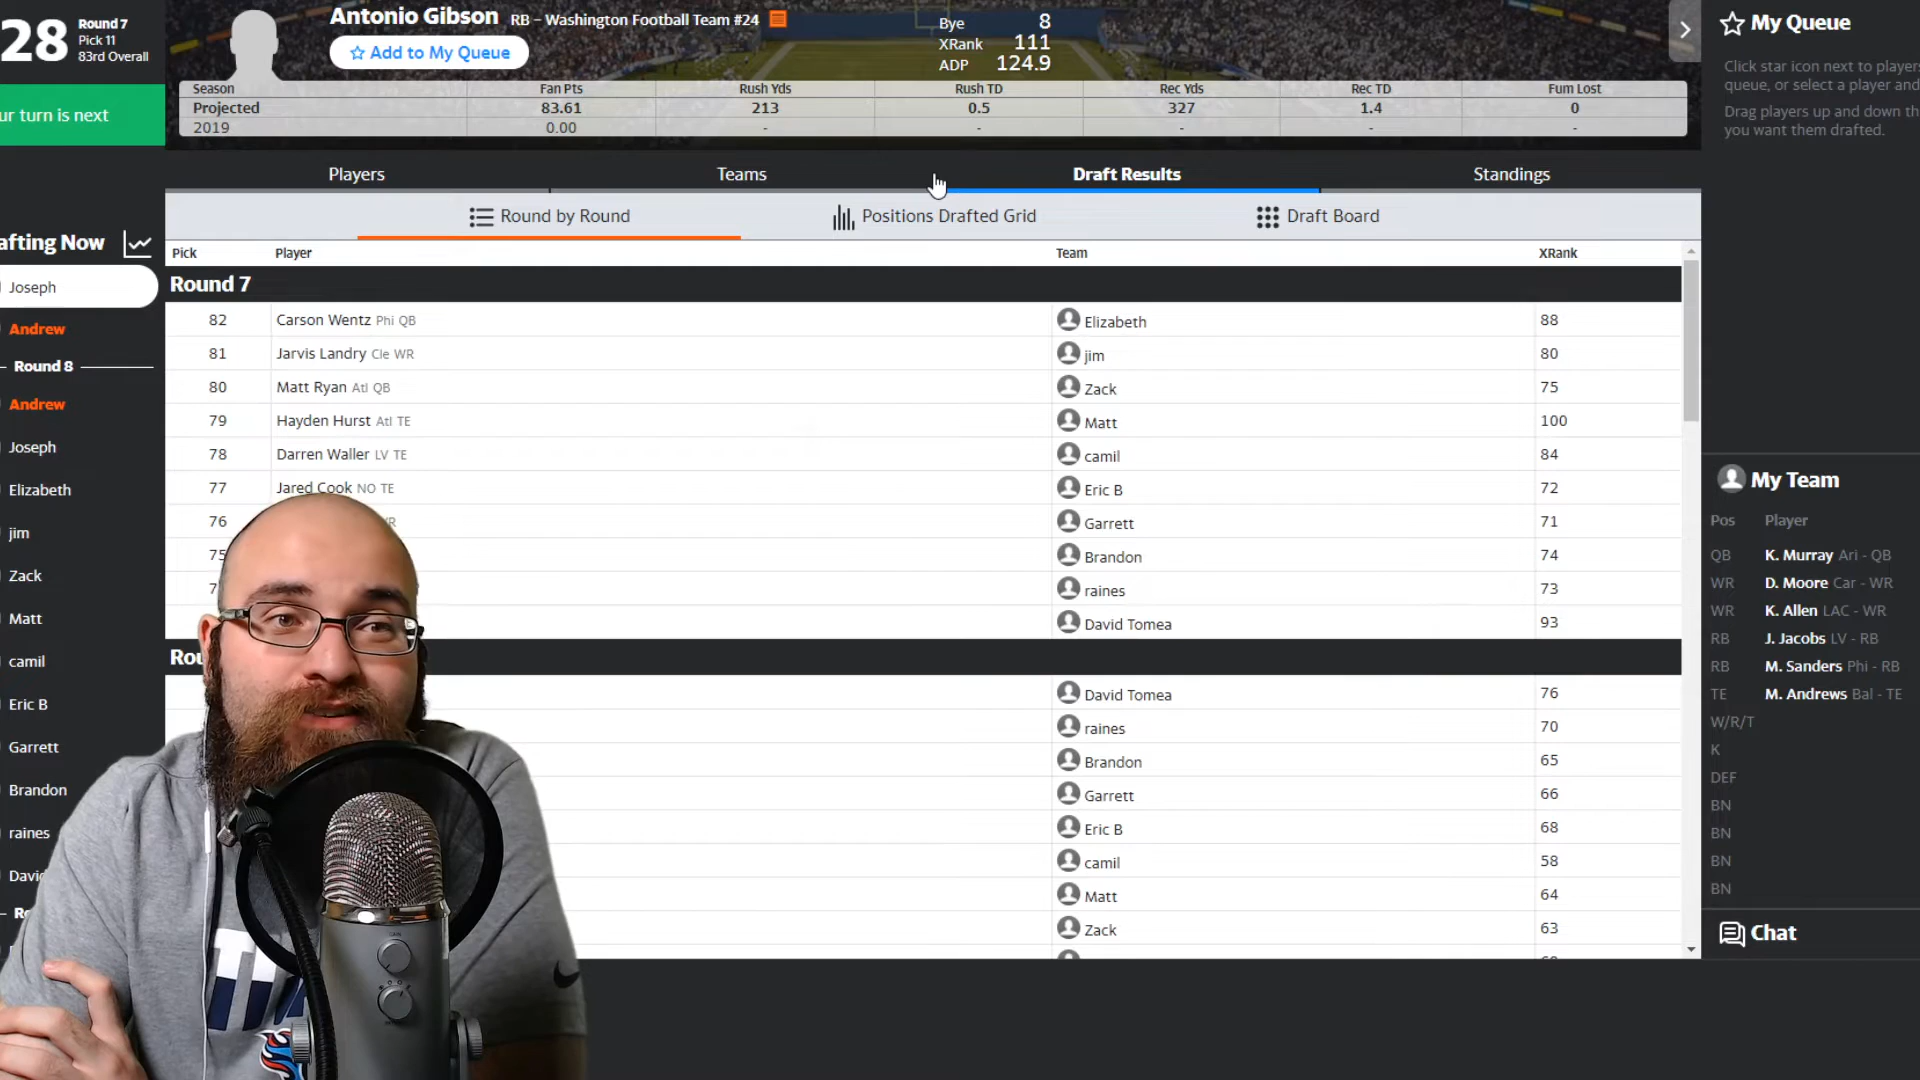 28
Round 7
Pick 11
83rd Overall
ur turn is next
Antonio Gibson RB – Washington Football Team #24
Add to My Queue
Bye 8
XRank 111
ADP 124.9
Season Fan Pts Rush Yds Rush TD Rec Yds Rec TD Fum Lost
Projected 83.61 213 0.5 327 1.4 0
2019 0.00 - - - - -
Players Teams Draft Results Standings
Round by Round Positions Drafted Grid Draft Board
Pick Player Team XRank
Round 7
82 Carson Wentz Phi QB Elizabeth 88
81 Jarvis Landry Cle WR jim 80
80 Matt Ryan Atl QB Zack 75
79 Hayden Hurst Atl TE Matt 100
78 Darren Waller LV TE camil 84
77 Jared Cook NO TE Eric B 72
76 Garrett 71
75 Brandon 74
raines 73
David Tomea 93
Rou
David Tomea 76
raines 70
Brandon 65
Garrett 66
Eric B 68
camil 58
Matt 64
Zack 63
afting Now
Joseph
Andrew
Round 8
Andrew
Joseph
Elizabeth
jim
Zack
Matt
camil
Eric B
Garrett
Brandon
raines
David
My Queue
Click star icon next to players
queue, or select a player and
Drag players up and down th
you want them drafted.
My Team
Pos Player
QB K. Murray Ari - QB
WR D. Moore Car - WR
WR K. Allen LAC - WR
RB J. Jacobs LV - RB
RB M. Sanders Phi - RB
TE M. Andrews Bal - TE
W/R/T
K
DEF
BN
BN
BN
BN
Chat